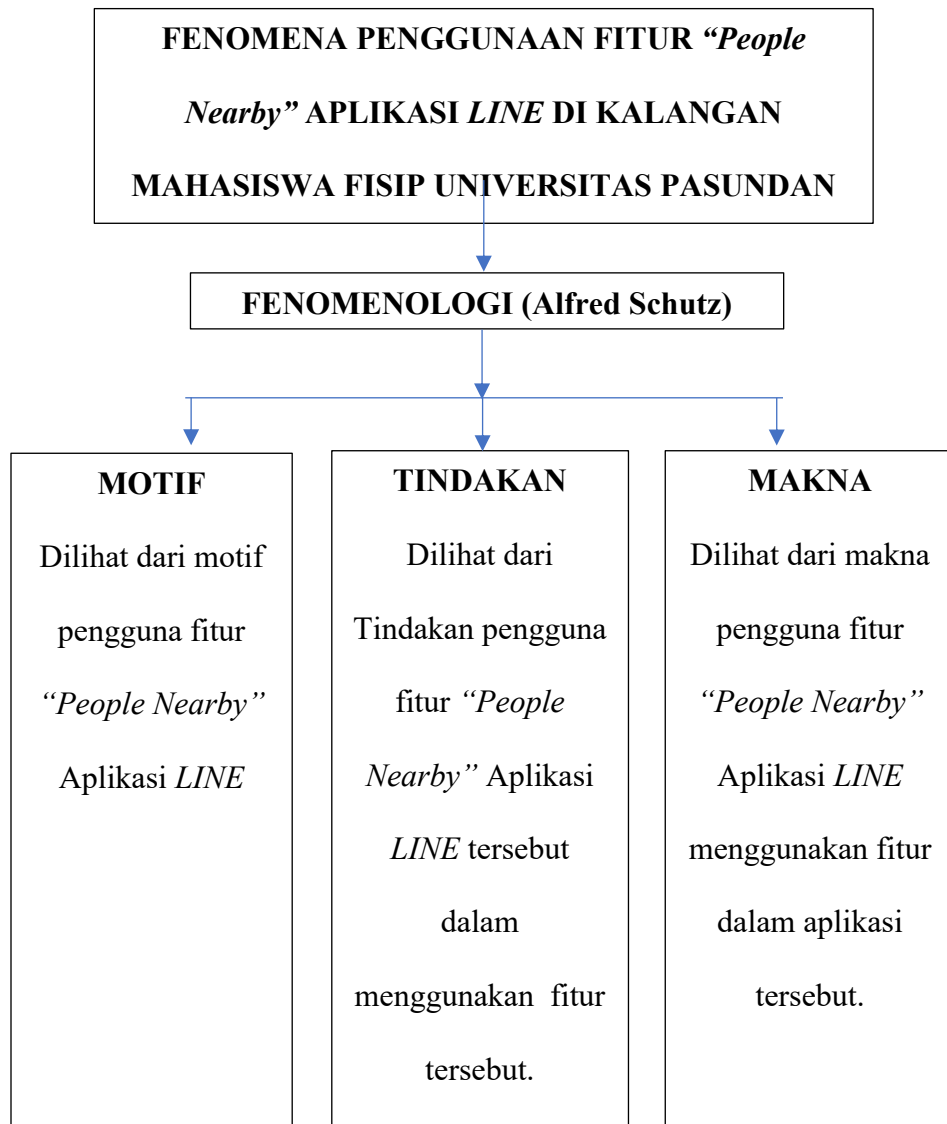 FENOMENA PENGGUNAAN FITUR “People
Nearby” APLIKASI LINE DI KALANGAN
MAHASISWA FISIP UNIVERSITAS PASUNDAN
FENOMENOLOGI (Alfred Schutz)
MOTIF
Dilihat dari motif
pengguna fitur
“People Nearby”
Aplikasi LINE
TINDAKAN
Dilihat dari
Tindakan pengguna
fitur “People
Nearby” Aplikasi
LINE tersebut
dalam
menggunakan fitur
tersebut.
MAKNA
Dilihat dari makna
pengguna fitur
“People Nearby”
Aplikasi LINE
menggunakan fitur
dalam aplikasi
tersebut.